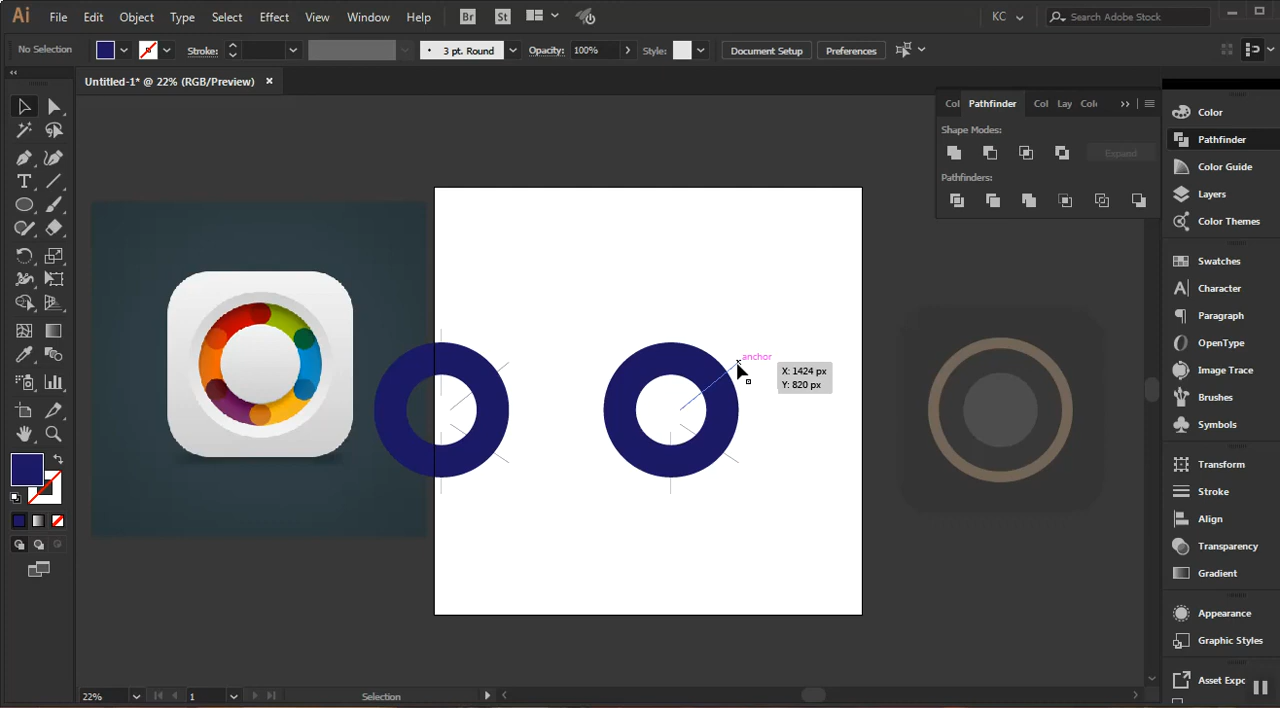 Ai File Edit Object Type Select Effect View Window Help Br St KC Search Adobe Stock
No Selection Stroke: 3 pt. Round Opacity: 100% Style: Document Setup Preferences
Untitled-1* @ 22% (RGB/Preview)
Col Pathfinder Col Lay Colo
Shape Modes:
Expand
Pathfinders:
Color
Pathfinder
Color Guide
Layers
Color Themes
Swatches
Character
Paragraph
OpenType
Image Trace
Brushes
Symbols
Transform
Stroke
Align
Transparency
Gradient
Appearance
Graphic Styles
Asset Expo
anchor
X: 1424 px
Y: 820 px
22% 1 Selection